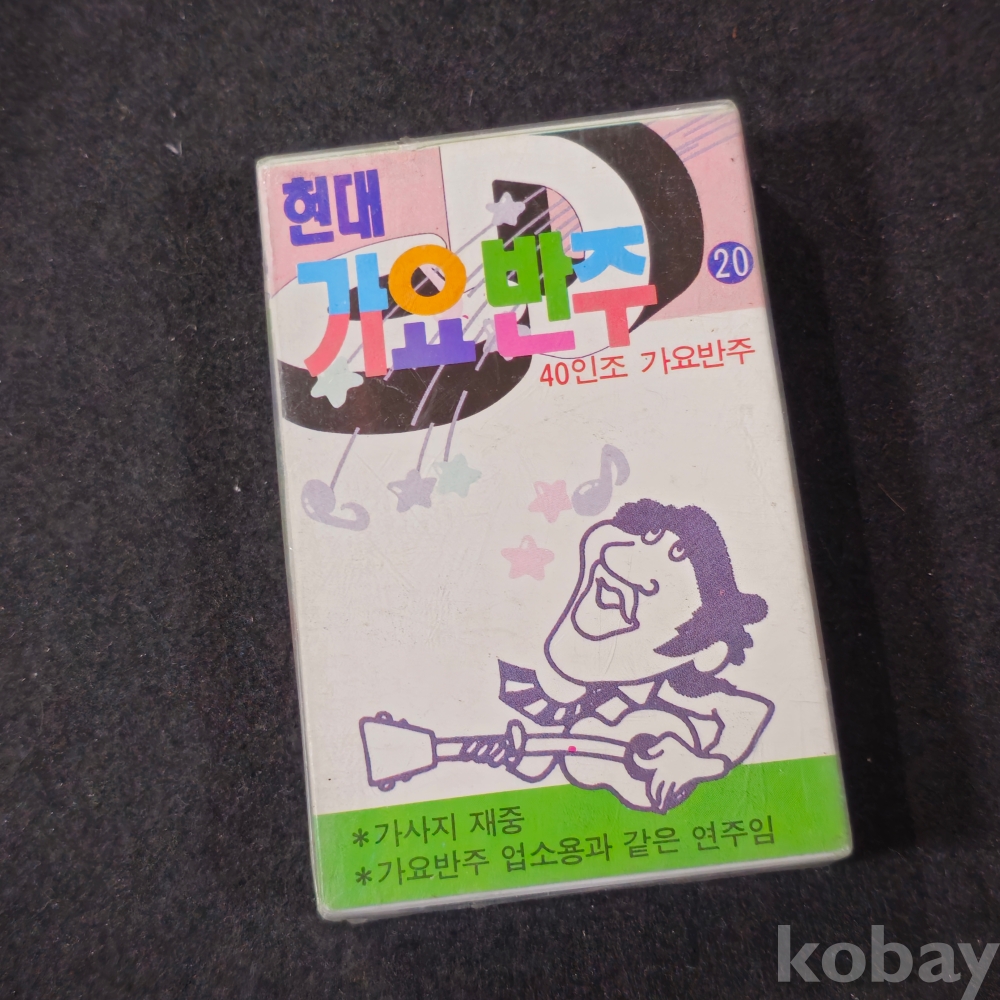 현대
가요 반주
20
40인조 가요반주
*가사지 재중
*가요반주 업소용과 같은 연주임
kobay